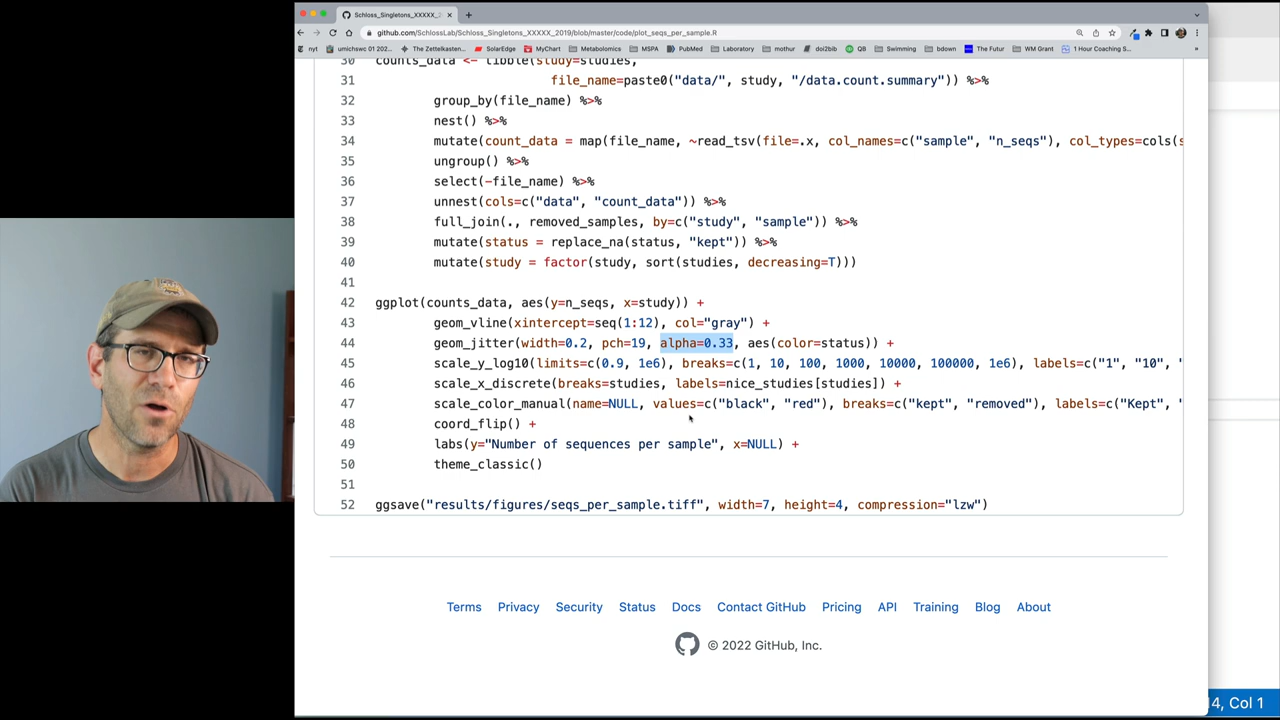 Schloss_Singletons_XXXXX_2
github.com/SchlossLab/Schloss_Singletons_XXXXX_2019/blob/master/code/plot_seqs_per_sample.R
nyt umichswc 01 202... The Zettelkasten... SolarEdge MyChart Metabolomics MSPA PubMed Laboratory mothur doi2bib QB Swimming bdown The Futur WM Grant 1 Hour Coaching S... »
30 counts_data <- tibble(study=studies,
31 file_name=paste0("data/", study, "/data.count.summary")) %>%
32 group_by(file_name) %>%
33 nest() %>%
34 mutate(count_data = map(file_name, ~read_tsv(file=.x, col_names=c("sample", "n_seqs"), col_types=cols(s
35 ungroup() %>%
36 select(-file_name) %>%
37 unnest(cols=c("data", "count_data")) %>%
38 full_join(., removed_samples, by=c("study", "sample")) %>%
39 mutate(status = replace_na(status, "kept")) %>%
40 mutate(study = factor(study, sort(studies, decreasing=T)))
41
42 ggplot(counts_data, aes(y=n_seqs, x=study)) +
43 geom_vline(xintercept=seq(1:12), col="gray") +
44 geom_jitter(width=0.2, pch=19, alpha=0.33, aes(color=status)) +
45 scale_y_log10(limits=c(0.9, 1e6), breaks=c(1, 10, 100, 1000, 10000, 100000, 1e6), labels=c("1", "10", "
46 scale_x_discrete(breaks=studies, labels=nice_studies[studies]) +
47 scale_color_manual(name=NULL, values=c("black", "red"), breaks=c("kept", "removed"), labels=c("Kept", "
48 coord_flip() +
49 labs(y="Number of sequences per sample", x=NULL) +
50 theme_classic()
51
52 ggsave("results/figures/seqs_per_sample.tiff", width=7, height=4, compression="lzw")
Terms Privacy Security Status Docs Contact GitHub Pricing API Training Blog About
© 2022 GitHub, Inc.
4, Col 1